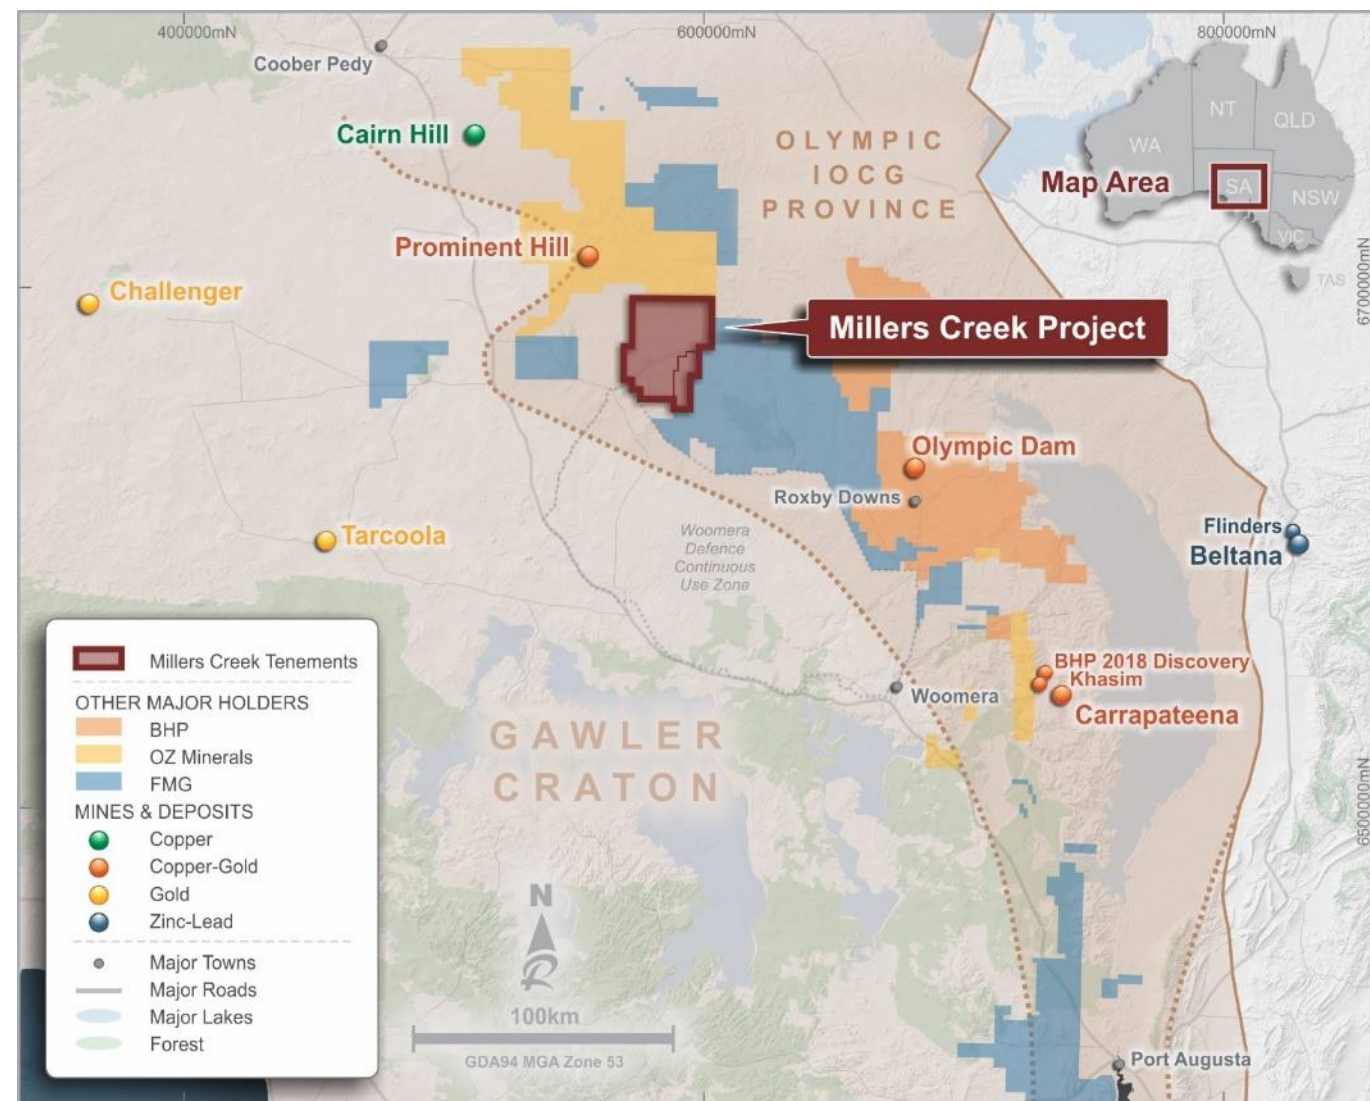 400000mN
600000mN
800000mN
Coober Pedy
Cairn Hill
OLYMPIC
IOCG
PROVINCE
NT
QLD
WA
SA
NSW
VIC
TAS
Map Area
Prominent Hill
Challenger
6700000mN
Millers Creek Project
Olympic Dam
Roxby Downs
Tarcoola
Woomera
Defence
Continuous
Use Zone
Flinders
Beltana
BHP 2018 Discovery
Khasim
Carrapateena
Woomera
GAWLER
CRATON
6500000mN
Millers Creek Tenements
OTHER MAJOR HOLDERS
BHP
OZ Minerals
FMG
MINES & DEPOSITS
Copper
Copper-Gold
Gold
Zinc-Lead
Major Towns
Major Roads
Major Lakes
Forest
N
100km
GDA94 MGA Zone 53
Port Augusta